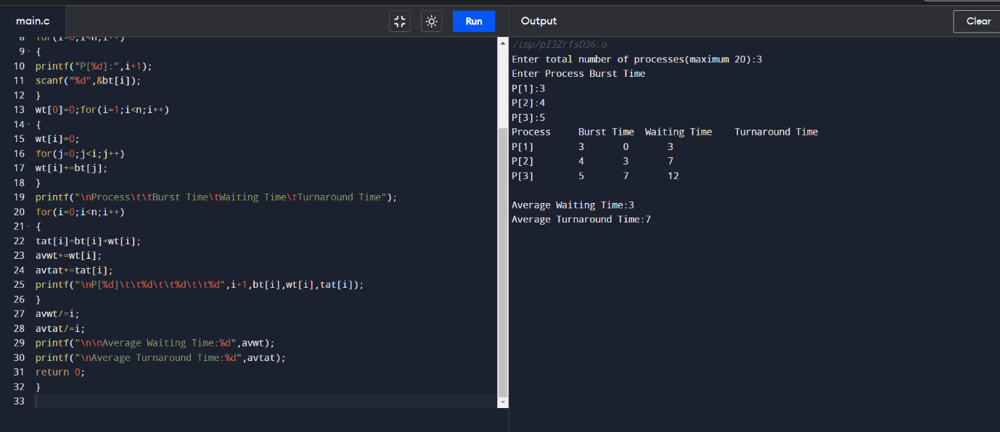 main.c
Run
8 for(i=0;i<n;i++)
9 {
10 printf("P[%d]:",i+1);
11 scanf("%d",&bt[i]);
12 }
13 wt[0]=0;for(i=1;i<n;i++)
14 {
15 wt[i]=0;
16 for(j=0;j<i;j++)
17 wt[i]+=bt[j];
18 }
19 printf("\nProcess\t\tBurst Time\tWaiting Time\tTurnaround Time");
20 for(i=0;i<n;i++)
21 {
22 tat[i]=bt[i]+wt[i];
23 avwt+=wt[i];
24 avtat+=tat[i];
25 printf("\nP[%d]\t\t%d\t\t%d\t\t%d",i+1,bt[i],wt[i],tat[i]);
26 }
27 avwt/=i;
28 avtat/=i;
29 printf("\n\nAverage Waiting Time:%d",avwt);
30 printf("\nAverage Turnaround Time:%d",avtat);
31 return 0;
32 }
33
Output
Clear
/tmp/pI3ZrfsD36.o
Enter total number of processes(maximum 20):3
Enter Process Burst Time
P[1]:3
P[2]:4
P[3]:5
Process Burst Time Waiting Time Turnaround Time
P[1] 3 0 3
P[2] 4 3 7
P[3] 5 7 12
Average Waiting Time:3
Average Turnaround Time:7